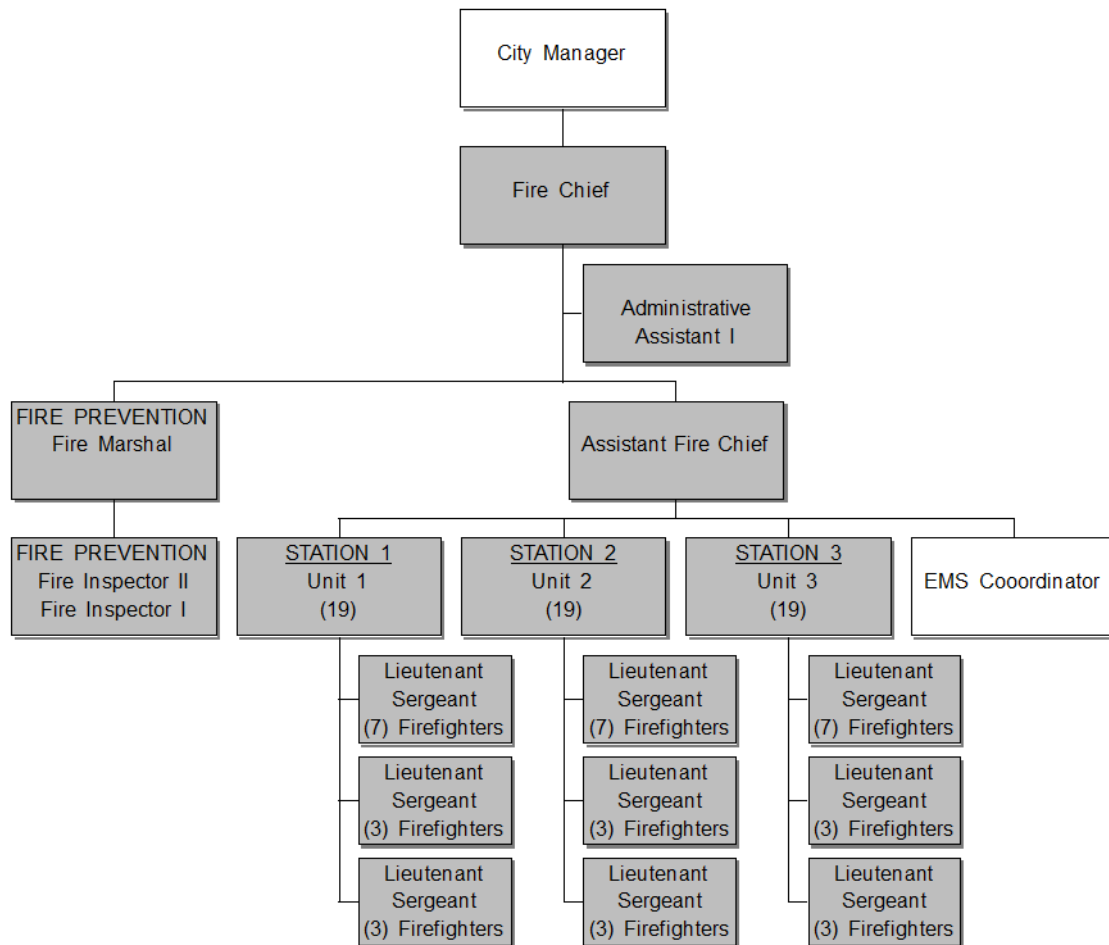 City Manager
Fire Chief
Administrative
Assistant I
FIRE PREVENTION
Fire Marshal
Assistant Fire Chief
FIRE PREVENTION
Fire Inspector II
Fire Inspector I
STATION 1
Unit 1
(19)
STATION 2
Unit 2
(19)
STATION 3
Unit 3
(19)
EMS Cooordinator
Lieutenant
Sergeant
(7) Firefighters
Lieutenant
Sergeant
(7) Firefighters
Lieutenant
Sergeant
(7) Firefighters
Lieutenant
Sergeant
(3) Firefighters
Lieutenant
Sergeant
(3) Firefighters
Lieutenant
Sergeant
(3) Firefighters
Lieutenant
Sergeant
(3) Firefighters
Lieutenant
Sergeant
(3) Firefighters
Lieutenant
Sergeant
(3) Firefighters